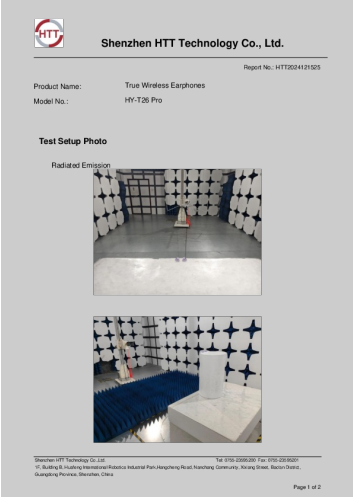 HTT
Shenzhen HTT Technology Co., Ltd.
Report No.: HTT2024121525
Product Name: True Wireless Earphones
Model No.: HY-T26 Pro
Test Setup Photo
Radiated Emission
Shenzhen HTT Technology Co.,Ltd. Tel: 0755-23595200 Fax: 0755-23595201
1F, Building B, Huafeng International Robotics Industrial Park, Hangcheng Road, Nanchang Community, Xixiang Street, Bao'an District,
Guangdong Province, Shenzhen, China
Page 1 of 2